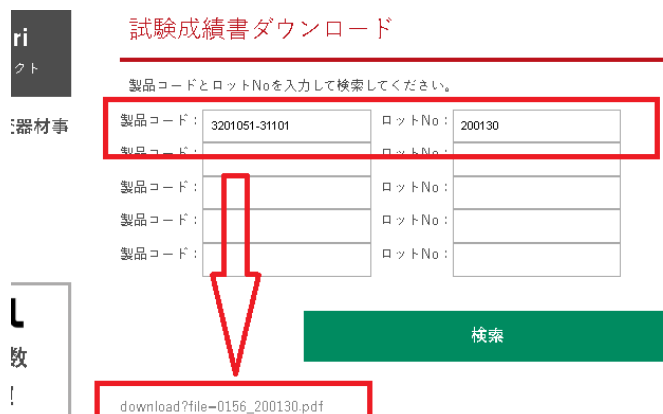 ri
クト
器材事
試験成績書ダウンロード
製品コードとロットNoを入力して検索してください。
製品コード： 3201051-31101 ロットNo： 200130
製品コード： ロットNo：
製品コード： ロットNo：
製品コード： ロットNo：
製品コード： ロットNo：
検索
数
download?file=0156_200130.pdf